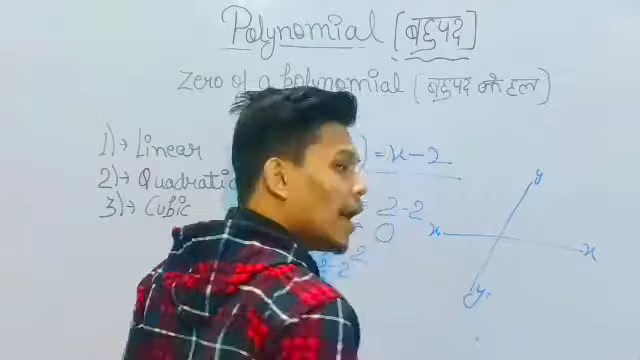 Polynomial [बहुपद]
Zero of a polynomial (बहुपद को हल)
1) → Linear
2) → Quadratic
3) → Cubic
) = x - 2
= 2 - 2
= 0
y
x
x
y'